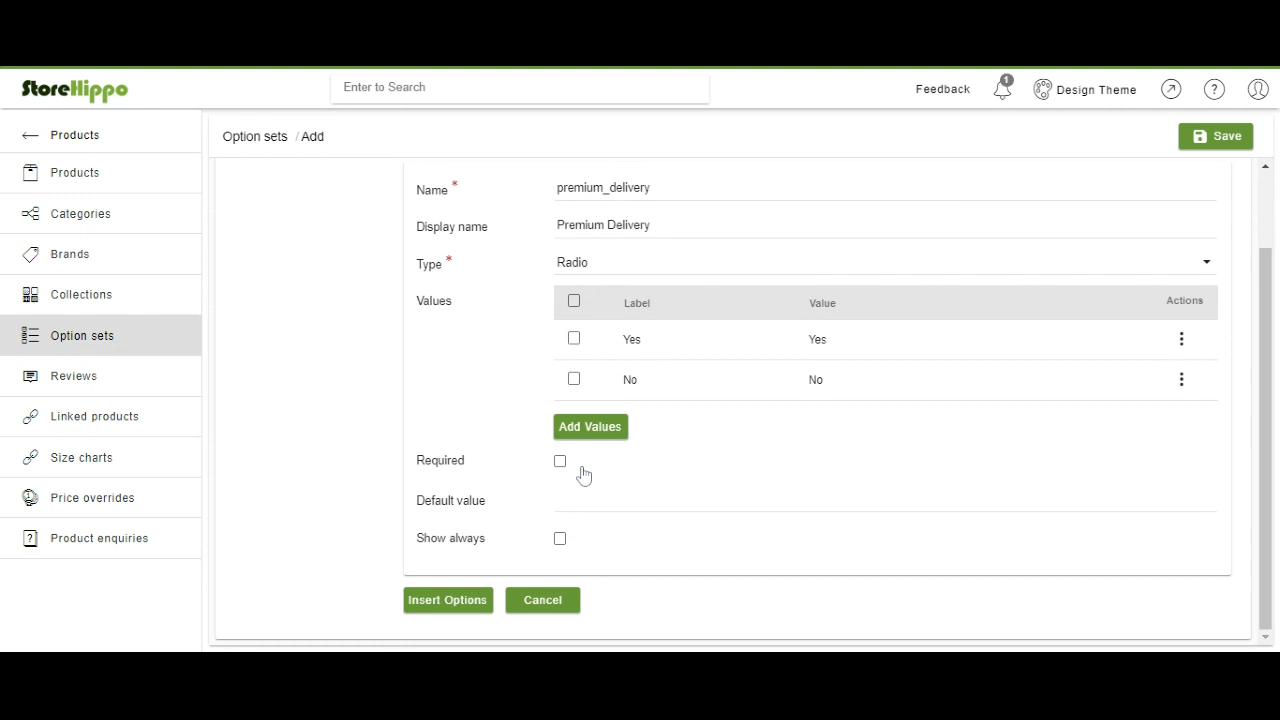 StoreHippo
Enter to Search
Feedback
1
Design Theme
?
Products
Products
Categories
Brands
Collections
Option sets
Reviews
Linked products
Size charts
Price overrides
Product enquiries
Option sets / Add
Save
Name *
premium_delivery
Display name
Premium Delivery
Type *
Radio
Values
Label Value Actions
Yes Yes
No No
Add Values
Required
Default value
Show always
Insert Options
Cancel